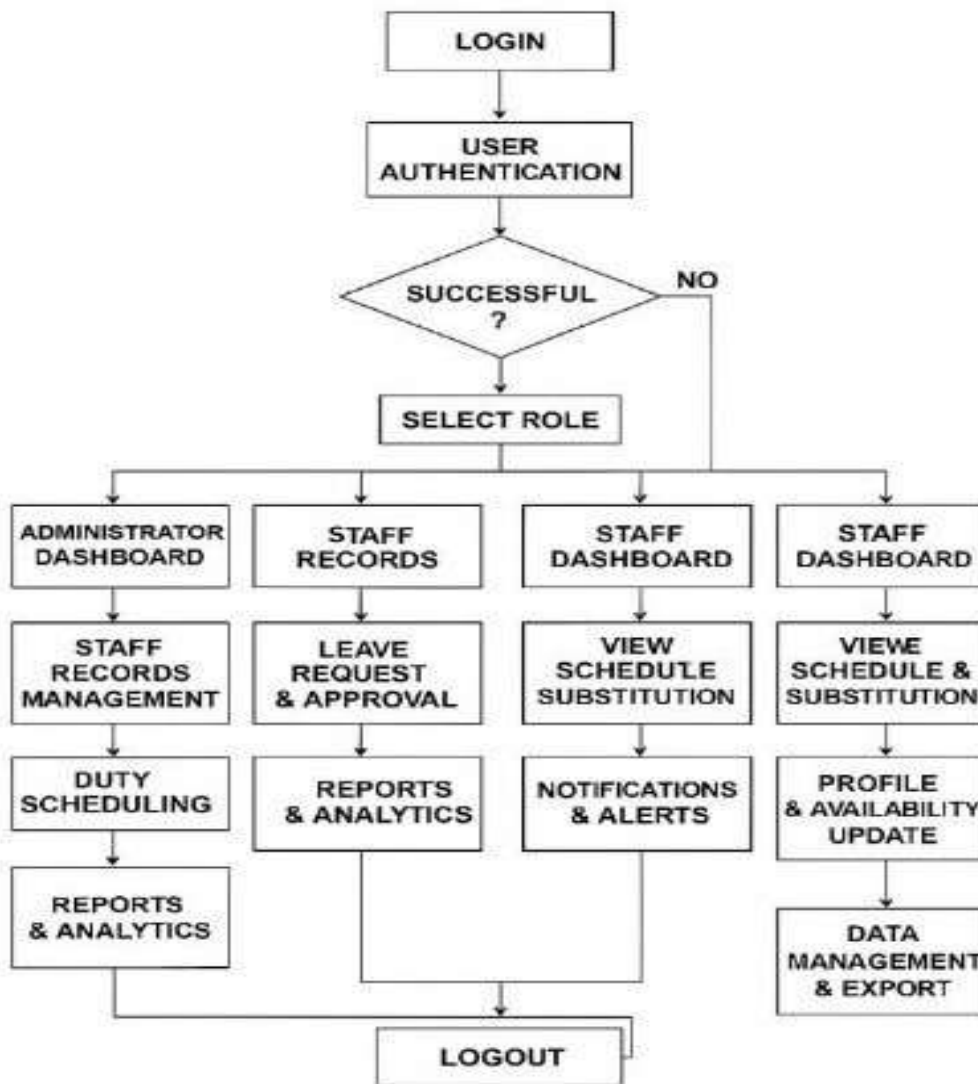 LOGIN
USER
AUTHENTICATION
SUCCESSFUL
?
NO
SELECT ROLE
ADMINISTRATOR
DASHBOARD
STAFF
RECORDS
STAFF
DASHBOARD
STAFF
DASHBOARD
STAFF
RECORDS
MANAGEMENT
LEAVE
REQUEST
& APPROVAL
VIEW
SCHEDUTLE
SUBSTITUTION
VIEWE
SCHEDULE &
SUBSTITUTION
DUTY
SCHEDULING
REPORTS
& ANALYTICS
NOTIFICATIONS
& ALERTS
PROFILE
& AVAILABILITY
UPDATE
REPORTS
& ANALYTICS
DATA
MANAGEMENT
& EXPORT
LOGOUT